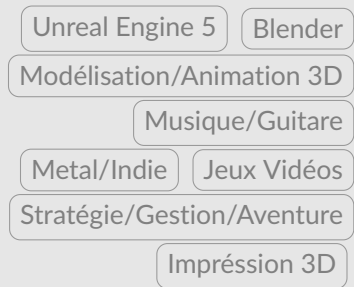 Unreal Engine 5 Blender
Modélisation/Animation 3D
Musique/Guitare
Metal/Indie Jeux Vidéos
Stratégie/Gestion/Aventure
Impréssion 3D